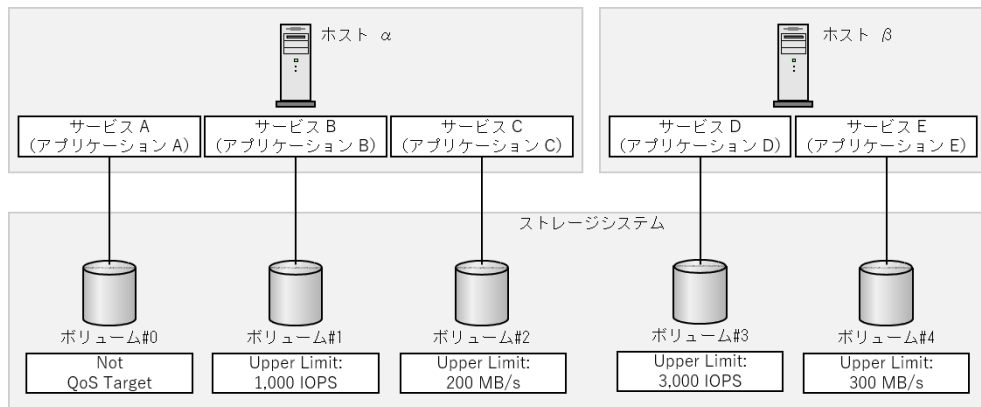 ホスト α
ホスト β
サービス A
(アプリケーション A)
サービス B
(アプリケーション B)
サービス C
(アプリケーション C)
サービス D
(アプリケーション D)
サービス E
(アプリケーション E)
ストレージシステム
ボリューム#0
ボリューム#1
ボリューム#2
ボリューム#3
ボリューム#4
Not
QoS Target
Upper Limit:
1,000 IOPS
Upper Limit:
200 MB/s
Upper Limit:
3,000 IOPS
Upper Limit:
300 MB/s